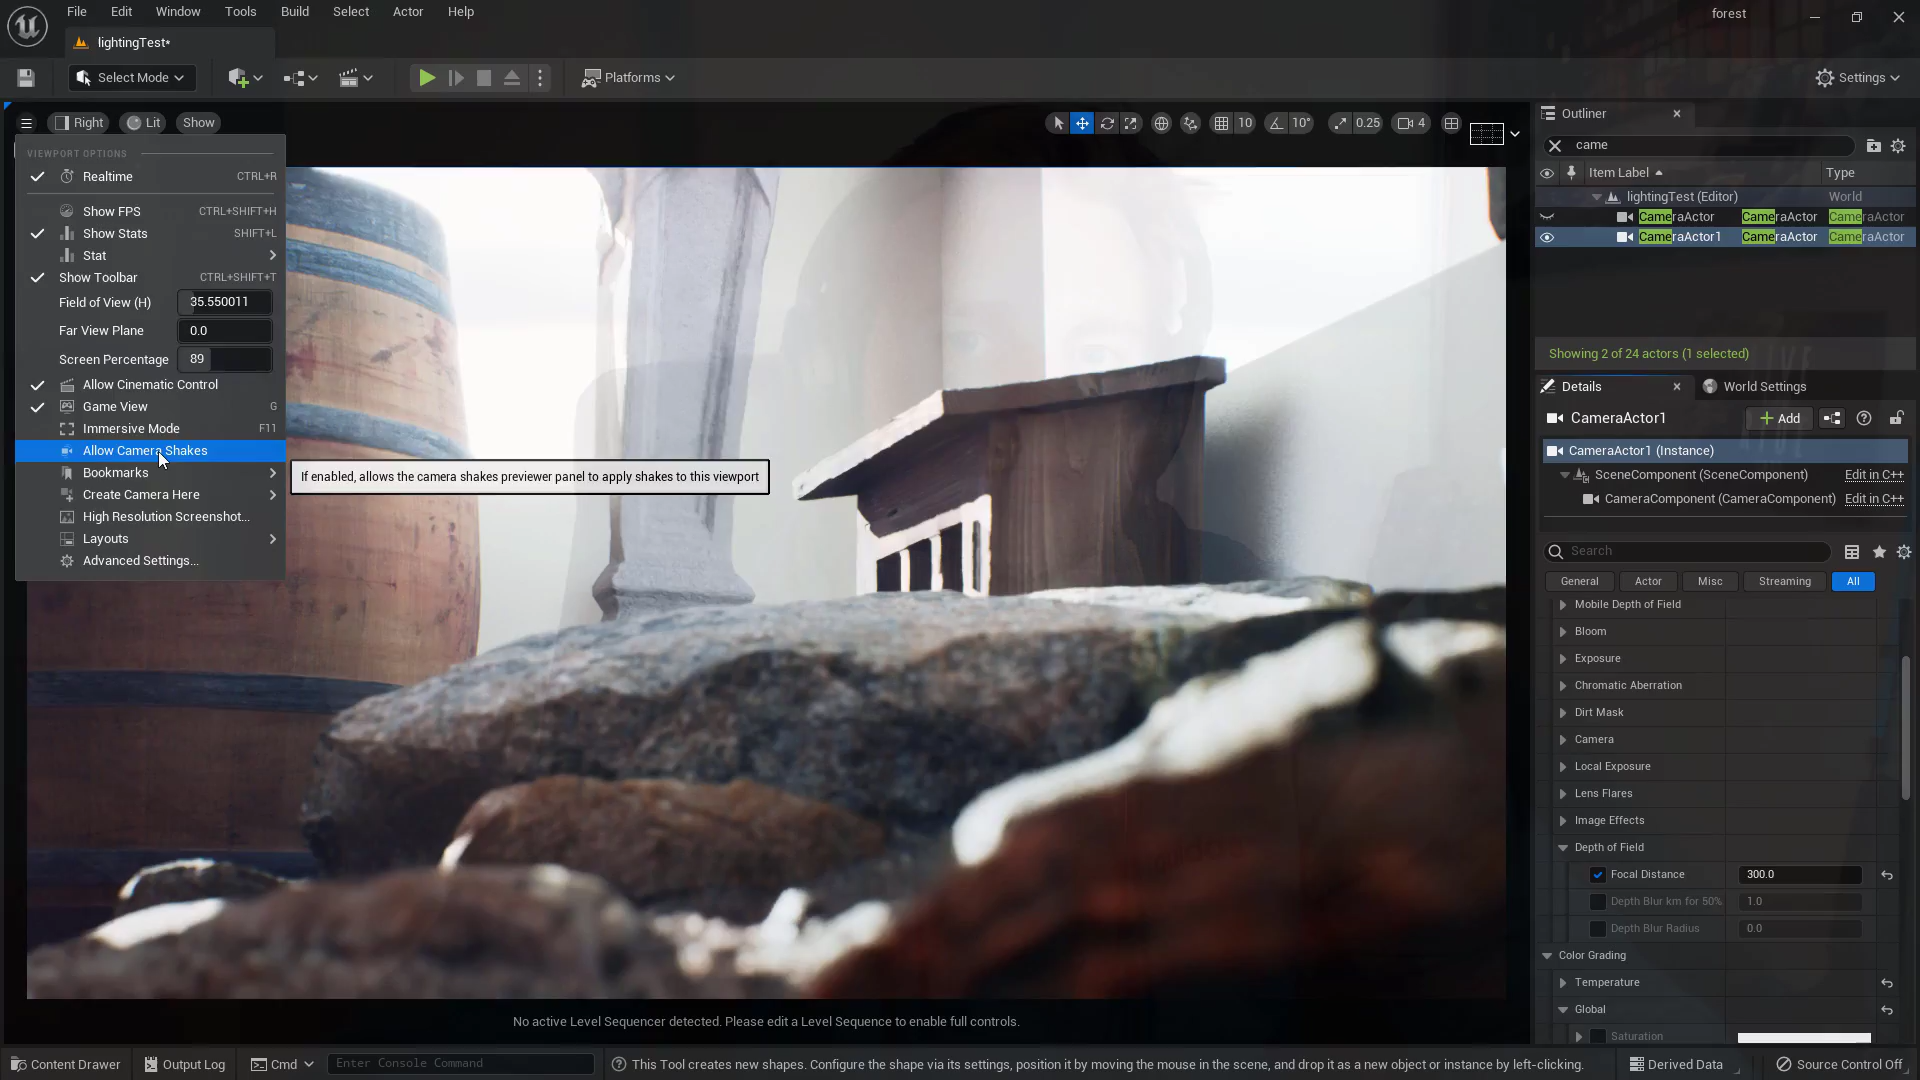 File Edit Window Tools Build Select Actor Help
forest
lightingTest*
Select Mode
Platforms
Settings
Right Lit Show
10 10° 0.25 4
VIEWPORT OPTIONS
Realtime CTRL+R
Show FPS CTRL+SHIFT+H
Show Stats SHIFT+L
Stat
Show Toolbar CTRL+SHIFT+T
Field of View (H) 35.550011
Far View Plane 0.0
Screen Percentage 89
Allow Cinematic Control
Game View G
Immersive Mode F11
Allow Camera Shakes
Bookmarks
Create Camera Here
High Resolution Screenshot...
Layouts
Advanced Settings...
If enabled, allows the camera shakes previewer panel to apply shakes to this viewport
No active Level Sequencer detected. Please edit a Level Sequence to enable full controls.
Outliner
came
Item Label Type
lightingTest (Editor) World
CameraActor CameraActor CameraActor
CameraActor1 CameraActor CameraActor
Showing 2 of 24 actors (1 selected)
Details World Settings
CameraActor1 Add
CameraActor1 (Instance)
SceneComponent (SceneComponent) Edit in C++
CameraComponent (CameraComponent) Edit in C++
Search
General Actor Misc Streaming All
Mobile Depth of Field
Bloom
Exposure
Chromatic Aberration
Dirt Mask
Camera
Local Exposure
Lens Flares
Image Effects
Depth of Field
Focal Distance 300.0
Depth Blur km for 50% 1.0
Depth Blur Radius 0.0
Color Grading
Temperature
Global
Saturation
Content Drawer Output Log Cmd Enter Console Command This Tool creates new shapes. Configure the shape via its settings, position it by moving the mouse in the scene, and drop it as a new object or instance by left-clicking. Derived Data Source Control Off